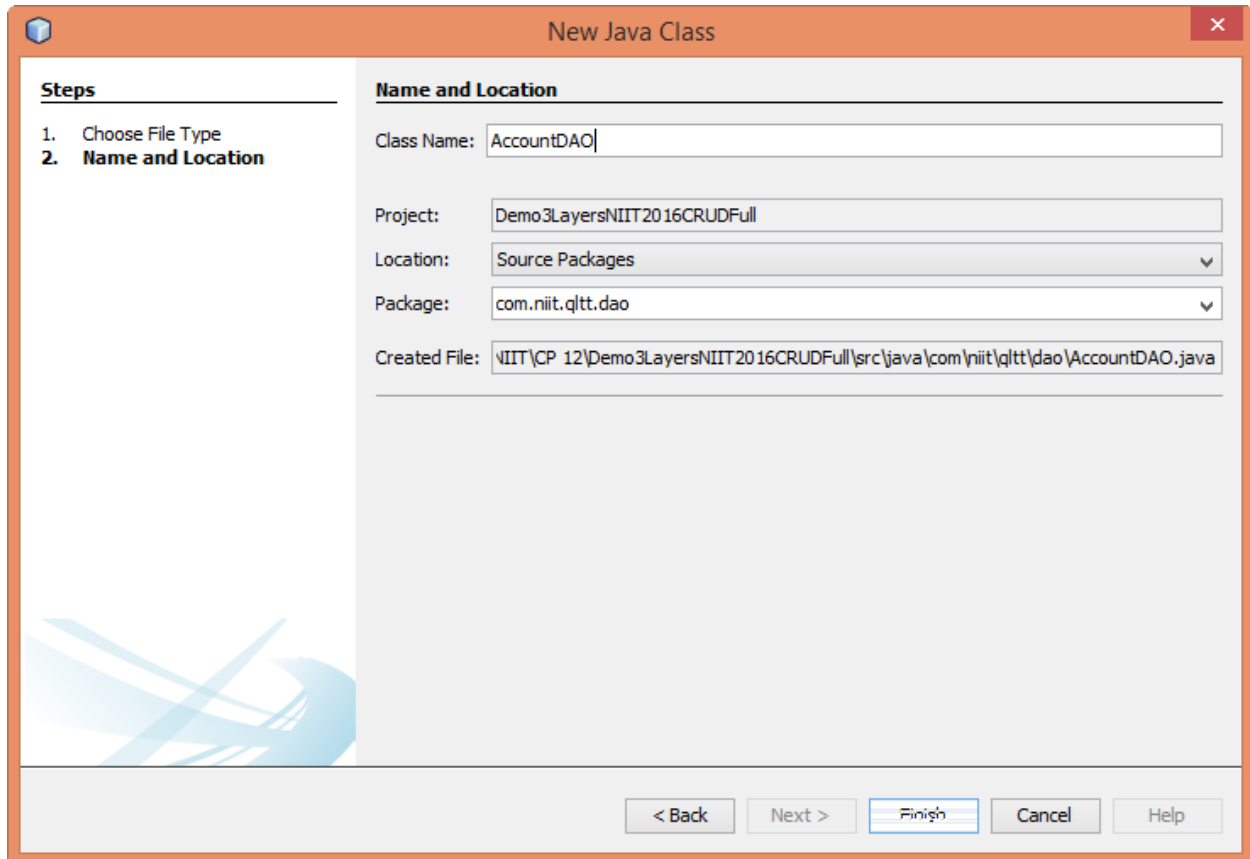 New Java Class
Steps
1. Choose File Type
2. Name and Location
Name and Location
Class Name: AccountDAO
Project: Demo3LayersNIIT2016CRUDFull
Location: Source Packages
Package: com.niit.qltt.dao
Created File: NIIT\CP 12\Demo3LayersNIIT2016CRUDFull\src\java\com\niit\qltt\dao\AccountDAO.java
< Back Next > Finish Cancel Help